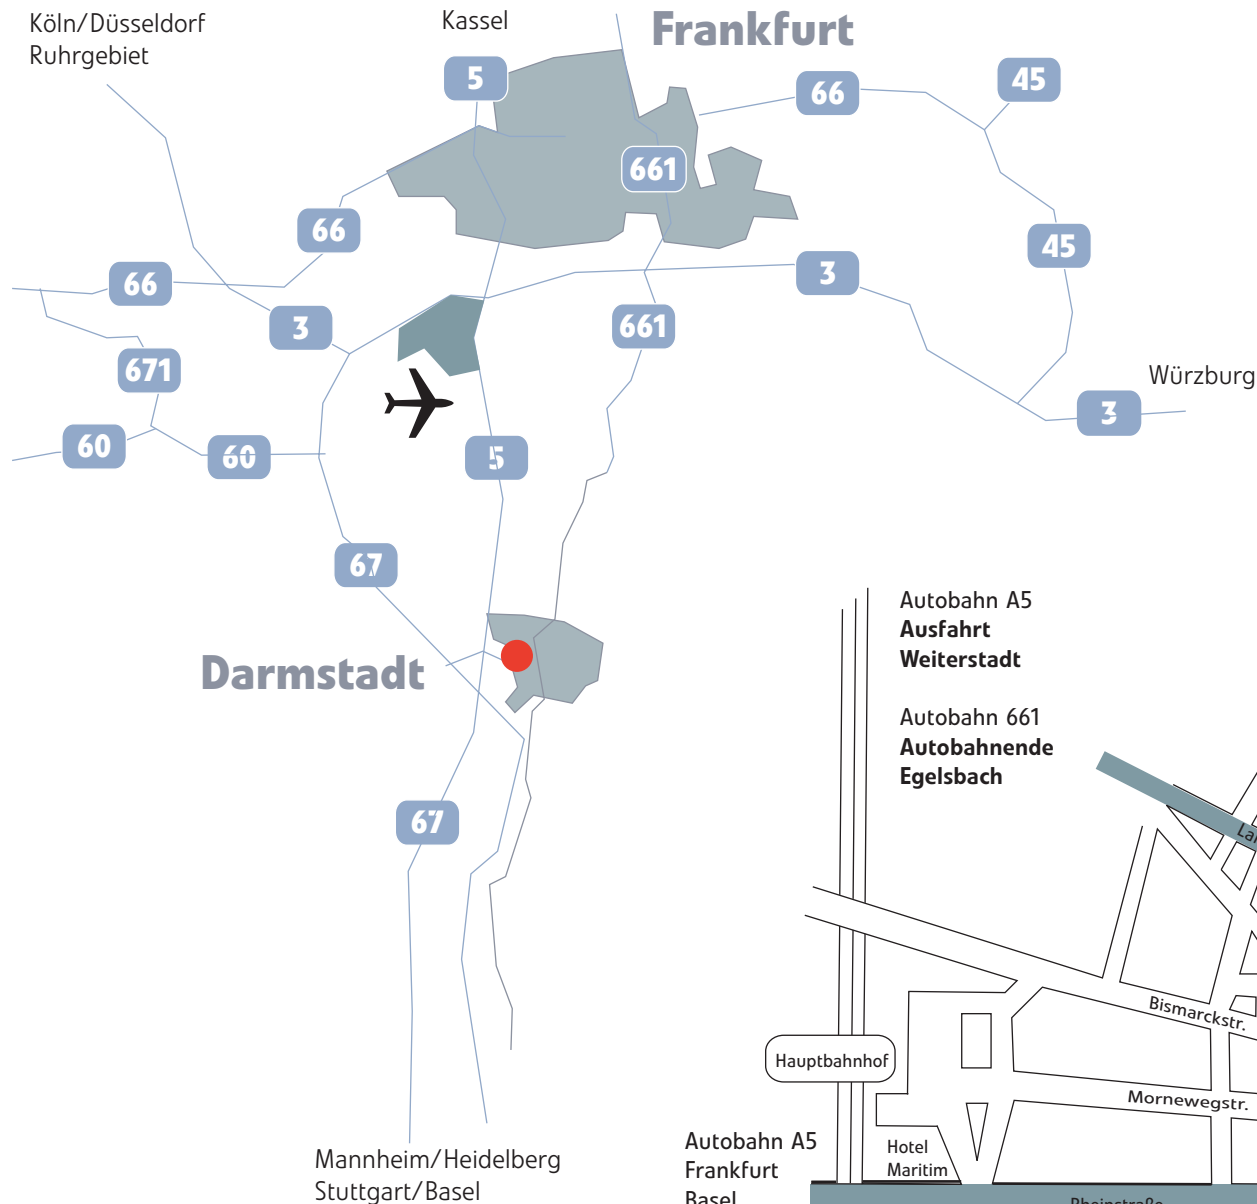 Köln/Düsseldorf
Ruhrgebiet
Kassel
Frankfurt
5
66
45
661
66
45
66
3
3
661
671
Würzburg
3
60
60
5
67
Darmstadt
67
Mannheim/Heidelberg
Stuttgart/Basel
Autobahn A5
Ausfahrt
Weiterstadt
Autobahn 661
Autobahnende
Egelsbach
Bismarckstr.
Hauptbahnhof
Mornewegstr.
Autobahn A5
Frankfurt
Basel
Hotel
Maritim
Rheinstraße